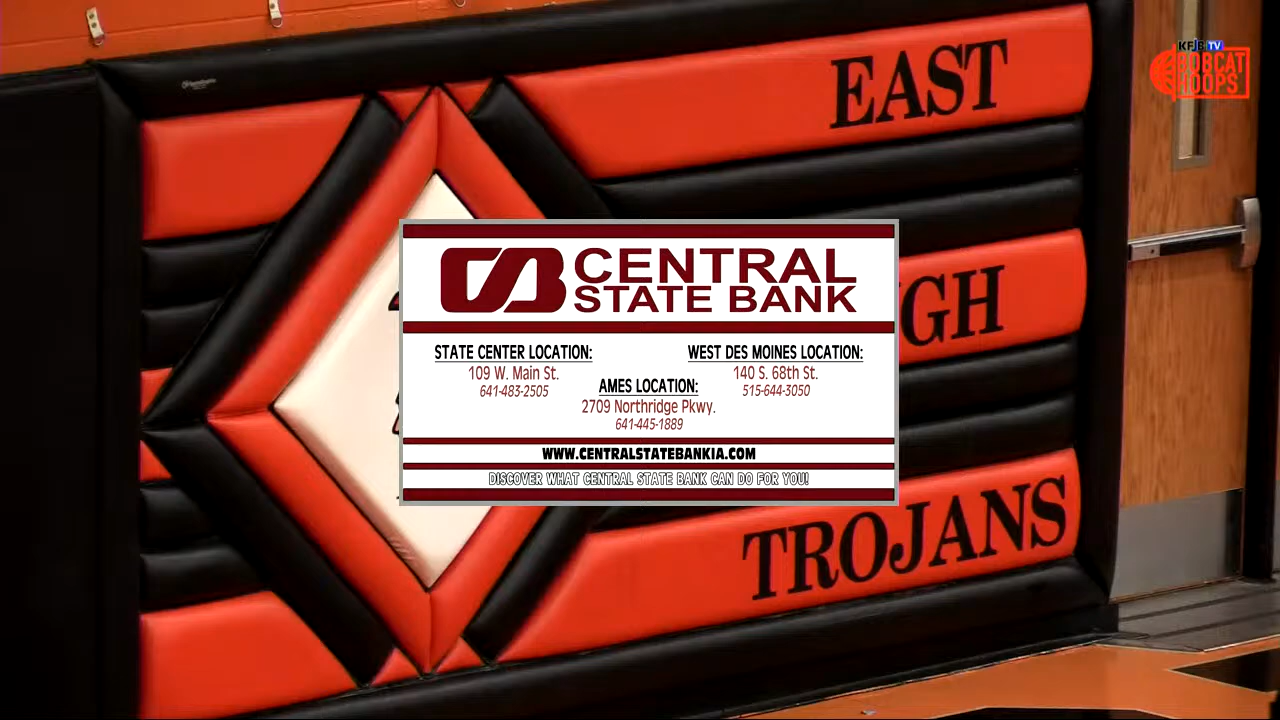 EAST
GH
TROJANS
KFJB TV
BOBCAT
HOOPS
CENTRAL
STATE BANK
STATE CENTER LOCATION:
109 W. Main St.
641-483-2505
AMES LOCATION:
2709 Northridge Pkwy.
641-445-1889
WEST DES MOINES LOCATION:
140 S. 68th St.
515-644-3050
WWW.CENTRALSTATEBANKIA.COM
DISCOVER WHAT CENTRAL STATE BANK CAN DO FOR YOU!